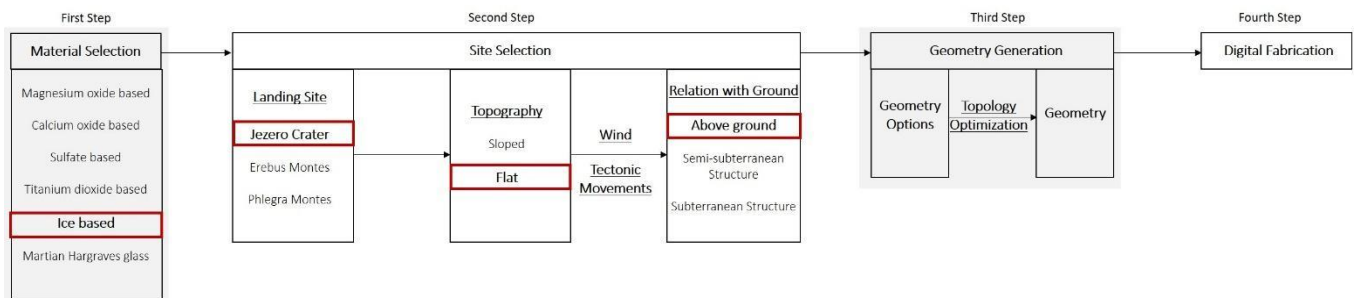 First Step
Second Step
Third Step
Fourth Step
Material Selection
Site Selection
Geometry Generation
Digital Fabrication
Magnesium oxide based
Calcium oxide based
Sulfate based
Titanium dioxide based
Ice based
Martian Hargraves glass
Landing Site
Jezero Crater
Erebus Montes
Phlegra Montes
Topography
Sloped
Flat
Wind
Tectonic
Movements
Relation with Ground
Above ground
Semi-subterranean
Structure
Subterranean Structure
Geometry
Options
Topology
Optimization
Geometry